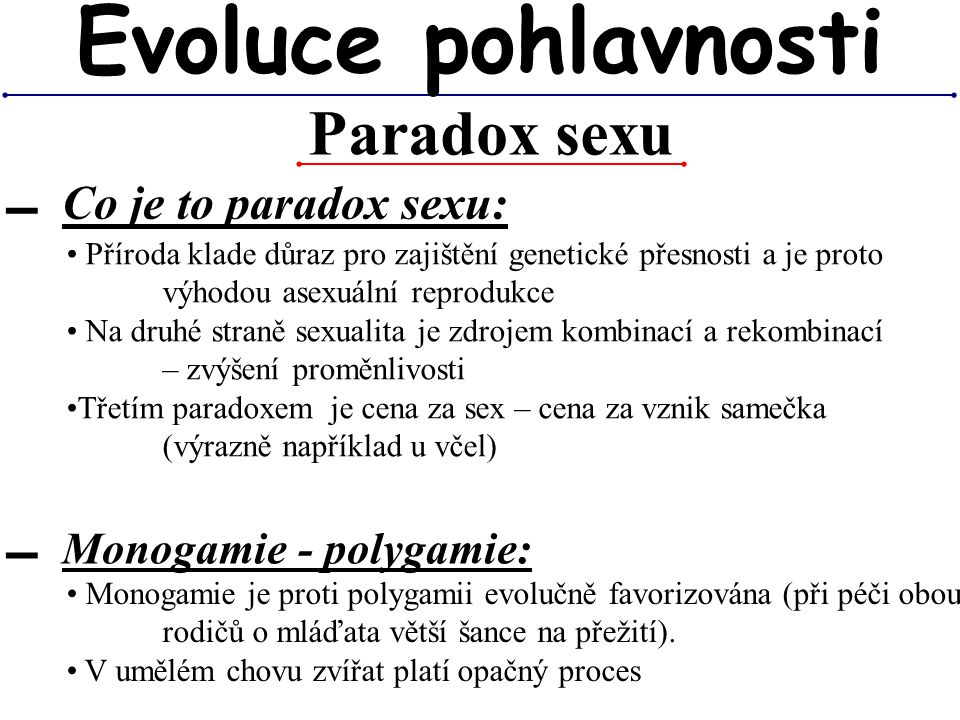 Evoluce pohlavnosti
Paradox sexu
– Co je to paradox sexu:
• Příroda klade důraz pro zajištění genetické přesnosti a je proto
výhodou asexuální reprodukce
• Na druhé straně sexualita je zdrojem kombinací a rekombinací
– zvýšení proměnlivosti
•Třetím paradoxem je cena za sex – cena za vznik samečka
(výrazně například u včel)
– Monogamie - polygamie:
• Monogamie je proti polygamii evolučně favorizována (při péči obou
rodičů o mláďata větší šance na přežití).
• V umělém chovu zvířat platí opačný proces